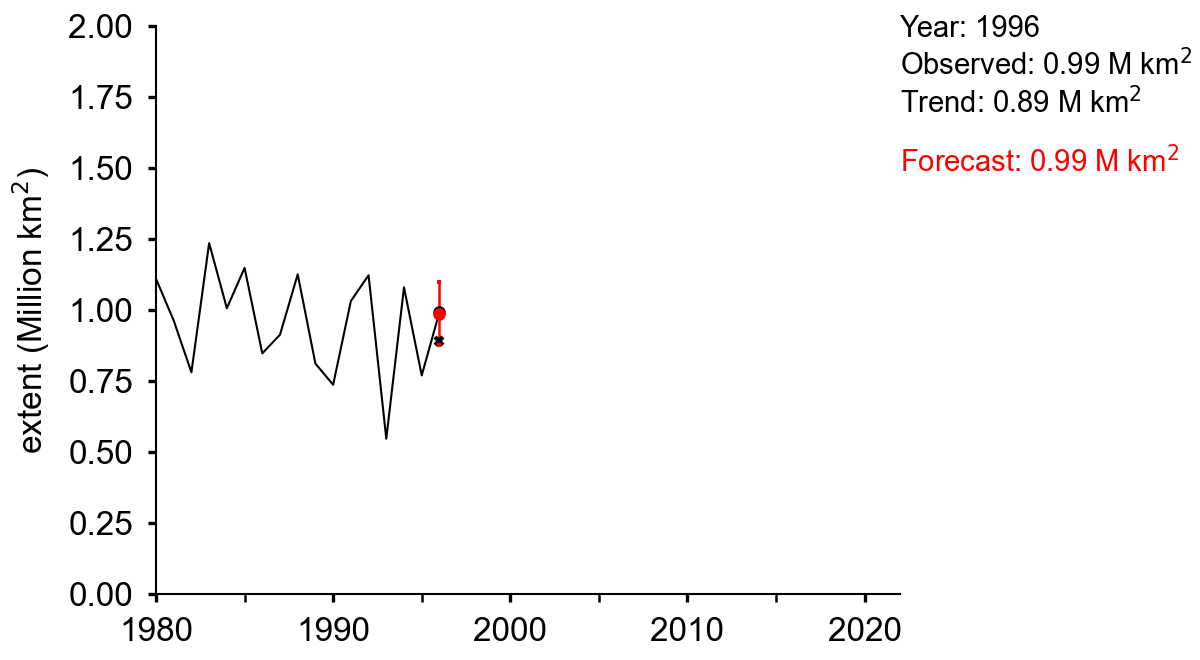 2.00
1.75
1.50
1.25
1.00
0.75
0.50
0.25
0.00
extent (Million km²)
1980 1990 2000 2010 2020
Year: 1996
Observed: 0.99 M km²
Trend: 0.89 M km²
Forecast: 0.99 M km²